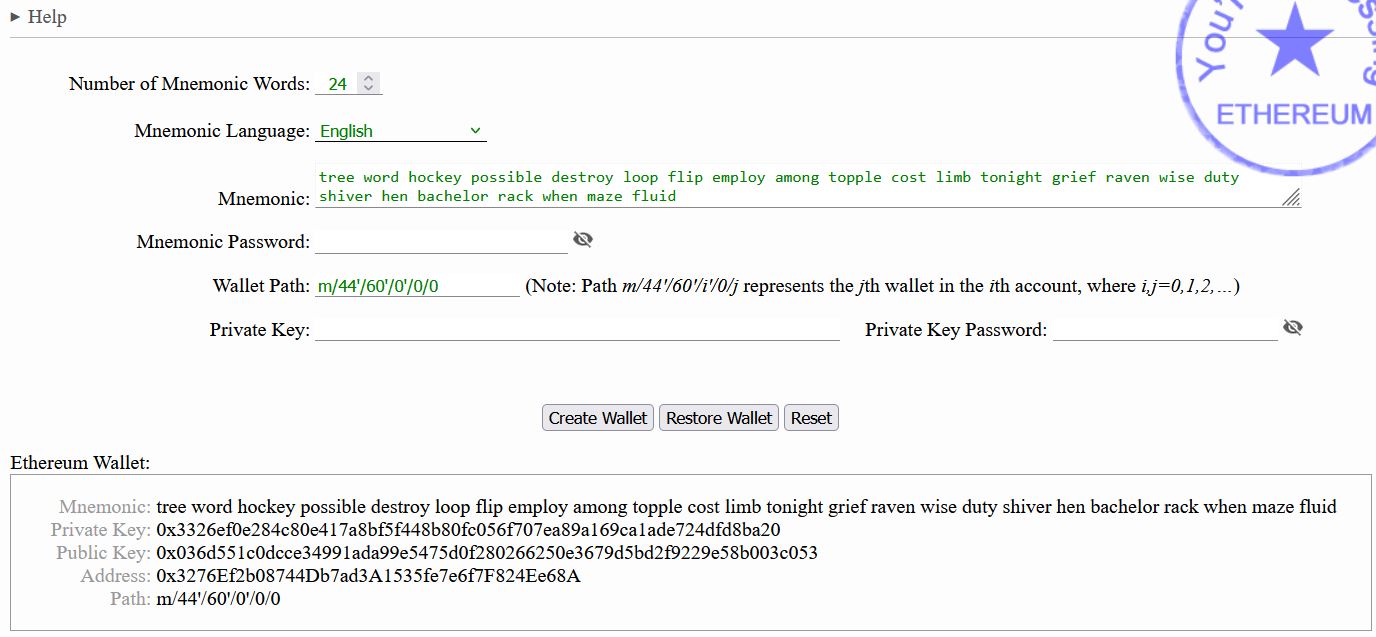 ► Help
You'
ssing
ETHEREUM
Number of Mnemonic Words: 24
Mnemonic Language: English
Mnemonic: tree word hockey possible destroy loop flip employ among topple cost limb tonight grief raven wise duty
shiver hen bachelor rack when maze fluid
Mnemonic Password:
Wallet Path: m/44'/60'/0'/0/0 (Note: Path m/44'/60'/i'/0/j represents the jth wallet in the ith account, where i,j=0,1,2,…)
Private Key: Private Key Password:
Create Wallet Restore Wallet Reset
Ethereum Wallet:
Mnemonic: tree word hockey possible destroy loop flip employ among topple cost limb tonight grief raven wise duty shiver hen bachelor rack when maze fluid
Private Key: 0x3326ef0e284c80e417a8bf5f448b80fc056f707ea89a169ca1ade724dfd8ba20
Public Key: 0x036d551c0dcce34991ada99e5475d0f280266250e3679d5bd2f9229e58b003c053
Address: 0x3276Ef2b08744Db7ad3A1535fe7e6f7F824Ee68A
Path: m/44'/60'/0'/0/0